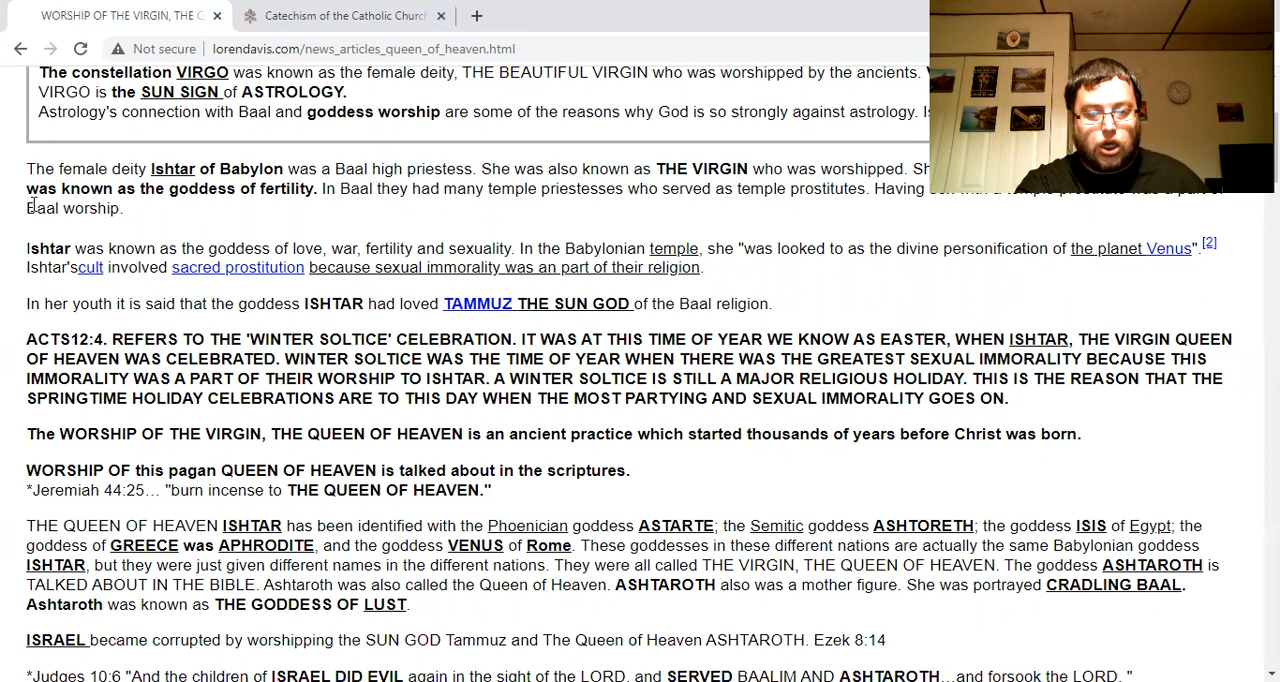 WORSHIP OF THE VIRGIN, THE Q
Catechism of the Catholic Church
Not secure
lorendavis.com/news_articles_queen_of_heaven.html
The constellation VIRGO was known as the female deity, THE BEAUTIFUL VIRGIN who was worshipped by the ancients.
VIRGO is the SUN SIGN of ASTROLOGY.
Astrology's connection with Baal and goddess worship are some of the reasons why God is so strongly against astrology.
The female deity Ishtar of Babylon was a Baal high priestess. She was also known as THE VIRGIN who was worshipped.
was known as the goddess of fertility. In Baal they had many temple priestesses who served as temple prostitutes. Having
Baal worship.
Ishtar was known as the goddess of love, war, fertility and sexuality. In the Babylonian temple, she "was looked to as the divine personification of the planet Venus".[2]
Ishtar'scult involved sacred prostitution because sexual immorality was an part of their religion.
In her youth it is said that the goddess ISHTAR had loved TAMMUZ THE SUN GOD of the Baal religion.
ACTS12:4. REFERS TO THE 'WINTER SOLTICE' CELEBRATION. IT WAS AT THIS TIME OF YEAR WE KNOW AS EASTER, WHEN ISHTAR, THE VIRGIN QUEEN
OF HEAVEN WAS CELEBRATED. WINTER SOLTICE WAS THE TIME OF YEAR WHEN THERE WAS THE GREATEST SEXUAL IMMORALITY BECAUSE THIS
IMMORALITY WAS A PART OF THEIR WORSHIP TO ISHTAR. A WINTER SOLTICE IS STILL A MAJOR RELIGIOUS HOLIDAY. THIS IS THE REASON THAT THE
SPRINGTIME HOLIDAY CELEBRATIONS ARE TO THIS DAY WHEN THE MOST PARTYING AND SEXUAL IMMORALITY GOES ON.
The WORSHIP OF THE VIRGIN, THE QUEEN OF HEAVEN is an ancient practice which started thousands of years before Christ was born.
WORSHIP OF this pagan QUEEN OF HEAVEN is talked about in the scriptures.
*Jeremiah 44:25… "burn incense to THE QUEEN OF HEAVEN."
THE QUEEN OF HEAVEN ISHTAR has been identified with the Phoenician goddess ASTARTE; the Semitic goddess ASHTORETH; the goddess ISIS of Egypt; the
goddess of GREECE was APHRODITE, and the goddess VENUS of Rome. These goddesses in these different nations are actually the same Babylonian goddess
ISHTAR, but they were just given different names in the different nations. They were all called THE VIRGIN, THE QUEEN OF HEAVEN. The goddess ASHTAROTH is
TALKED ABOUT IN THE BIBLE. Ashtaroth was also called the Queen of Heaven. ASHTAROTH also was a mother figure. She was portrayed CRADLING BAAL.
Ashtaroth was known as THE GODDESS OF LUST.
ISRAEL became corrupted by worshipping the SUN GOD Tammuz and The Queen of Heaven ASHTAROTH. Ezek 8:14
*Judges 10:6 "And the children of ISRAEL DID EVIL again in the sight of the LORD, and SERVED BAALIM AND ASHTAROTH…and forsook the LORD. "